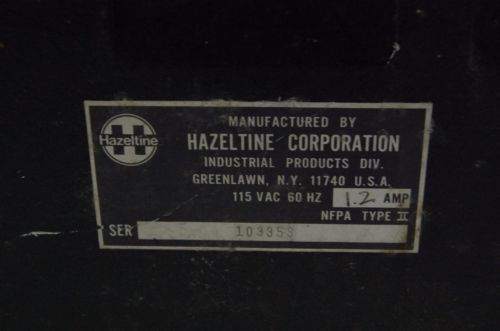 Hazeltine
MANUFACTURED BY
HAZELTINE CORPORATION
INDUSTRIAL PRODUCTS DIV.
GREENLAWN, N.Y. 11740 U.S.A.
115 VAC 60 HZ 1.2 AMP
NFPA TYPE II
SER 103353